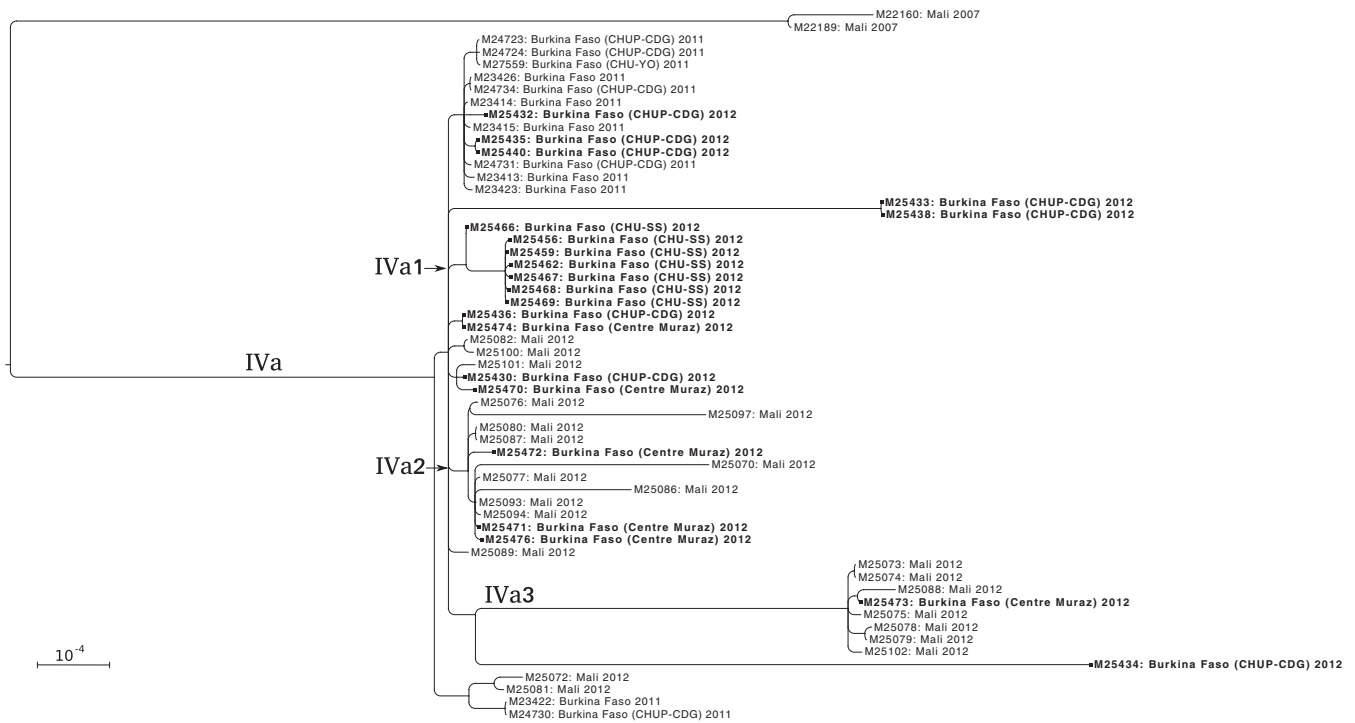 M22160: Mali 2007
M22189: Mali 2007
M24723: Burkina Faso (CHUP-CDG) 2011
M24724: Burkina Faso (CHUP-CDG) 2011
M27559: Burkina Faso (CHU-YO) 2011
M23426: Burkina Faso 2011
M24734: Burkina Faso (CHUP-CDG) 2011
M23414: Burkina Faso 2011
M25432: Burkina Faso (CHUP-CDG) 2012
M23415: Burkina Faso 2011
M25435: Burkina Faso (CHUP-CDG) 2012
M25440: Burkina Faso (CHUP-CDG) 2012
M24731: Burkina Faso (CHUP-CDG) 2011
M23413: Burkina Faso 2011
M23423: Burkina Faso 2011
M25433: Burkina Faso (CHUP-CDG) 2012
M25438: Burkina Faso (CHUP-CDG) 2012
M25466: Burkina Faso (CHU-SS) 2012
M25456: Burkina Faso (CHU-SS) 2012
M25459: Burkina Faso (CHU-SS) 2012
M25462: Burkina Faso (CHU-SS) 2012
IVa1
M25467: Burkina Faso (CHU-SS) 2012
M25468: Burkina Faso (CHU-SS) 2012
M25469: Burkina Faso (CHU-SS) 2012
M25436: Burkina Faso (CHUP-CDG) 2012
M25474: Burkina Faso (Centre Muraz) 2012
M25082: Mali 2012
M25100: Mali 2012
IVa
M25101: Mali 2012
M25430: Burkina Faso (CHUP-CDG) 2012
M25470: Burkina Faso (Centre Muraz) 2012
M25076: Mali 2012
M25097: Mali 2012
M25080: Mali 2012
M25087: Mali 2012
M25472: Burkina Faso (Centre Muraz) 2012
IVa2
M25070: Mali 2012
M25077: Mali 2012
M25086: Mali 2012
M25093: Mali 2012
M25094: Mali 2012
M25471: Burkina Faso (Centre Muraz) 2012
M25476: Burkina Faso (Centre Muraz) 2012
M25089: Mali 2012
M25073: Mali 2012
M25074: Mali 2012
IVa3
M25088: Mali 2012
M25473: Burkina Faso (Centre Muraz) 2012
M25075: Mali 2012
M25078: Mali 2012
M25079: Mali 2012
M25102: Mali 2012
10-4
M25434: Burkina Faso (CHUP-CDG) 2012
M25072: Mali 2012
M25081: Mali 2012
M23422: Burkina Faso 2011
M24730: Burkina Faso (CHUP-CDG) 2011